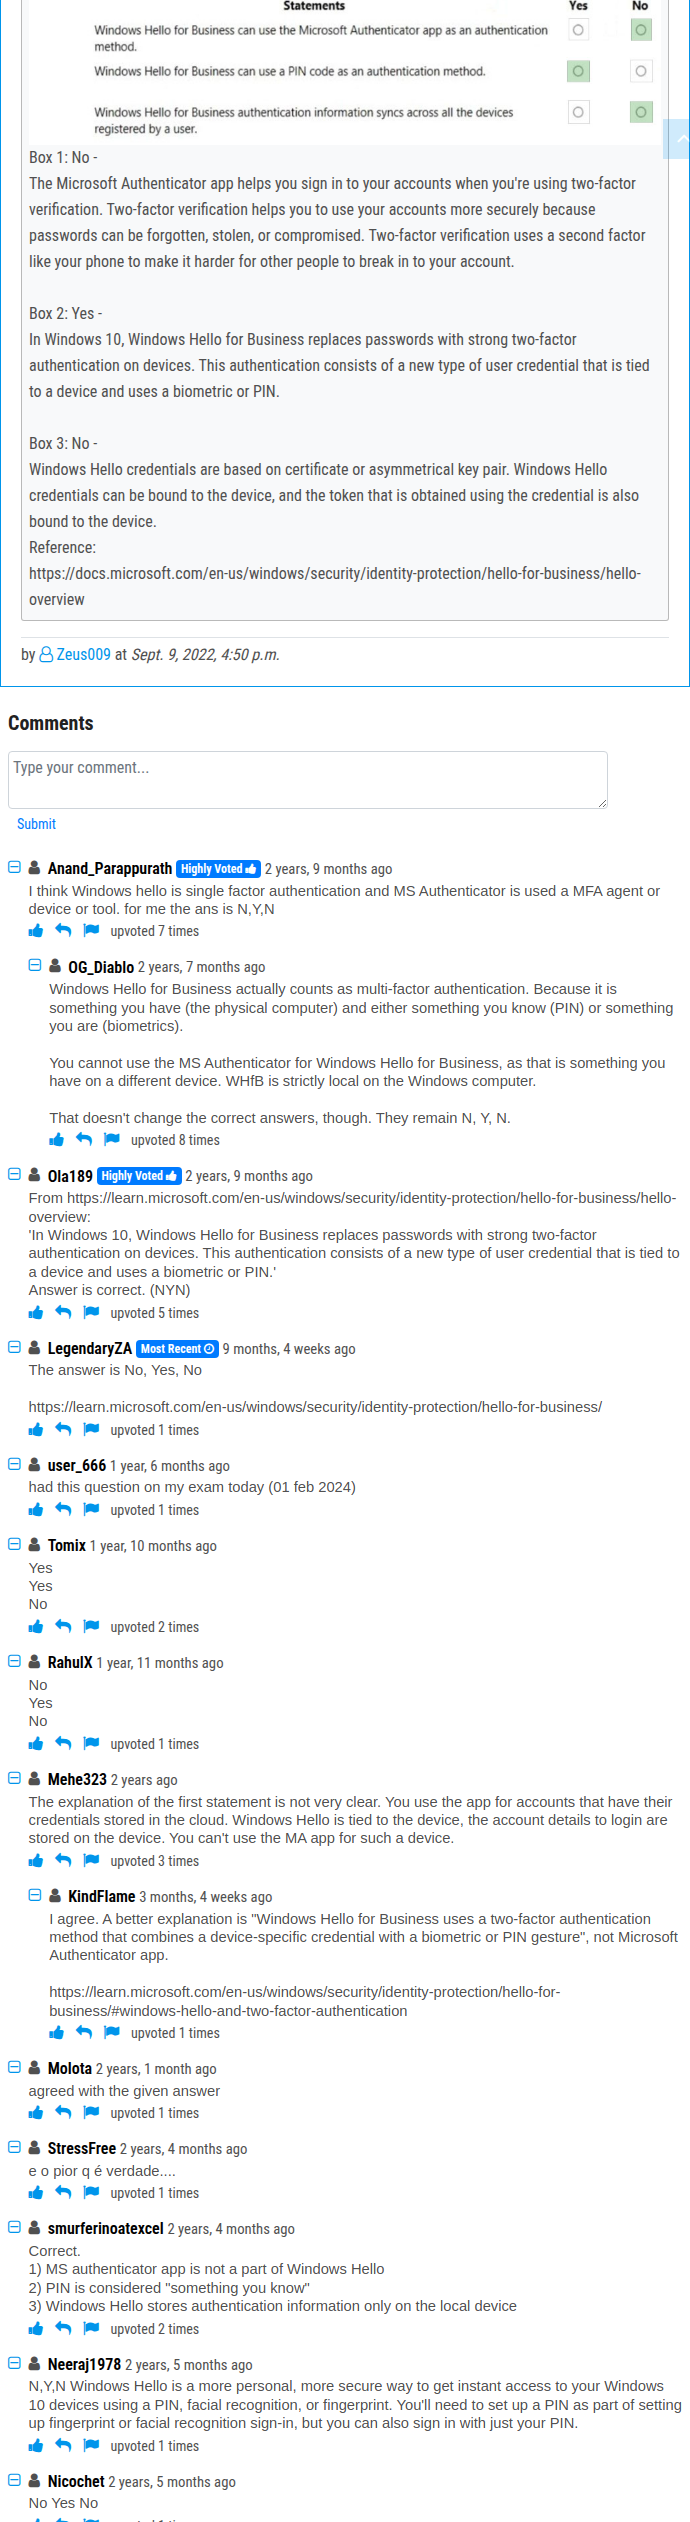 Statements Yes No
Windows Hello for Business can use the Microsoft Authenticator app as an authentication
method.
Windows Hello for Business can use a PIN code as an authentication method.
Windows Hello for Business authentication information syncs across all the devices
registered by a user.
Box 1: No -
The Microsoft Authenticator app helps you sign in to your accounts when you're using two-factor
verification. Two-factor verification helps you to use your accounts more securely because
passwords can be forgotten, stolen, or compromised. Two-factor verification uses a second factor
like your phone to make it harder for other people to break in to your account.
Box 2: Yes -
In Windows 10, Windows Hello for Business replaces passwords with strong two-factor
authentication on devices. This authentication consists of a new type of user credential that is tied
to a device and uses a biometric or PIN.
Box 3: No -
Windows Hello credentials are based on certificate or asymmetrical key pair. Windows Hello
credentials can be bound to the device, and the token that is obtained using the credential is also
bound to the device.
Reference:
https://docs.microsoft.com/en-us/windows/security/identity-protection/hello-for-business/hello-
overview
by Zeus009 at Sept. 9, 2022, 4:50 p.m.
Comments
Type your comment...
Submit
Anand_Parappurath Highly Voted 2 years, 9 months ago
I think Windows hello is single factor authentication and MS Authenticator is used a MFA agent or
device or tool. for me the ans is N,Y,N
upvoted 7 times
OG_Diablo 2 years, 7 months ago
Windows Hello for Business actually counts as multi-factor authentication. Because it is
something you have (the physical computer) and either something you know (PIN) or something
you are (biometrics).
You cannot use the MS Authenticator for Windows Hello for Business, as that is something you
have on a different device. WHfB is strictly local on the Windows computer.
That doesn't change the correct answers, though. They remain N, Y, N.
upvoted 8 times
Ola189 Highly Voted 2 years, 9 months ago
From https://learn.microsoft.com/en-us/windows/security/identity-protection/hello-for-business/hello-
overview:
'In Windows 10, Windows Hello for Business replaces passwords with strong two-factor
authentication on devices. This authentication consists of a new type of user credential that is tied to
a device and uses a biometric or PIN.'
Answer is correct. (NYN)
upvoted 5 times
LegendaryZA Most Recent 9 months, 4 weeks ago
The answer is No, Yes, No
https://learn.microsoft.com/en-us/windows/security/identity-protection/hello-for-business/
upvoted 1 times
user_666 1 year, 6 months ago
had this question on my exam today (01 feb 2024)
upvoted 1 times
Tomix 1 year, 10 months ago
Yes
Yes
No
upvoted 2 times
RahulX 1 year, 11 months ago
No
Yes
No
upvoted 1 times
Mehe323 2 years ago
The explanation of the first statement is not very clear. You use the app for accounts that have their
credentials stored in the cloud. Windows Hello is tied to the device, the account details to login are
stored on the device. You can't use the MA app for such a device.
upvoted 3 times
KindFlame 3 months, 4 weeks ago
I agree. A better explanation is "Windows Hello for Business uses a two-factor authentication
method that combines a device-specific credential with a biometric or PIN gesture", not Microsoft
Authenticator app.
https://learn.microsoft.com/en-us/windows/security/identity-protection/hello-for-
business/#windows-hello-and-two-factor-authentication
upvoted 1 times
Molota 2 years, 1 month ago
agreed with the given answer
upvoted 1 times
StressFree 2 years, 4 months ago
e o pior q é verdade....
upvoted 1 times
smurferinoatexcel 2 years, 4 months ago
Correct.
1) MS authenticator app is not a part of Windows Hello
2) PIN is considered "something you know"
3) Windows Hello stores authentication information only on the local device
upvoted 2 times
Neeraj1978 2 years, 5 months ago
N,Y,N Windows Hello is a more personal, more secure way to get instant access to your Windows
10 devices using a PIN, facial recognition, or fingerprint. You'll need to set up a PIN as part of setting
up fingerprint or facial recognition sign-in, but you can also sign in with just your PIN.
upvoted 1 times
Nicochet 2 years, 5 months ago
No Yes No